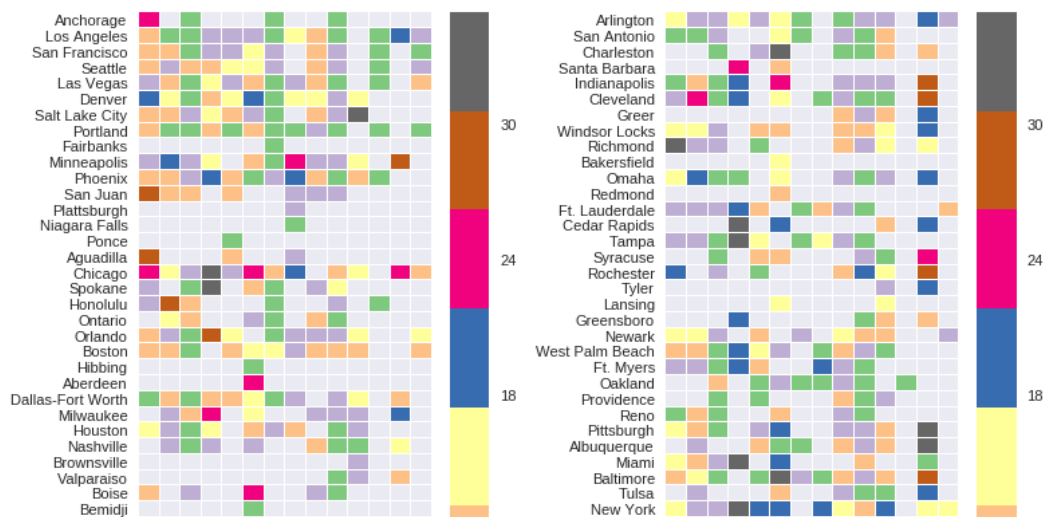 Anchorage
Los Angeles
San Francisco
Seattle
Las Vegas
Denver
Salt Lake City
Portland
Fairbanks
Minneapolis
Phoenix
San Juan
Plattsburgh
Niagara Falls
Ponce
Aguadilla
Chicago
Spokane
Honolulu
Ontario
Orlando
Boston
Hibbing
Aberdeen
Dallas-Fort Worth
Milwaukee
Houston
Nashville
Brownsville
Valparaiso
Boise
Bemidji
30
24
18
Arlington
San Antonio
Charleston
Santa Barbara
Indianapolis
Cleveland
Greer
Windsor Locks
Richmond
Bakersfield
Omaha
Redmond
Ft. Lauderdale
Cedar Rapids
Tampa
Syracuse
Rochester
Tyler
Lansing
Greensboro
Newark
West Palm Beach
Ft. Myers
Oakland
Providence
Reno
Pittsburgh
Albuquerque
Miami
Baltimore
Tulsa
New York
30
24
18